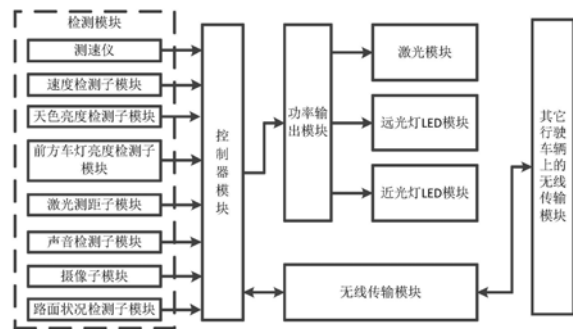 检测模块
测速仪
速度检测子模块
天色亮度检测子模块
前方车灯亮度检测子
模块
激光测距子模块
声音检测子模块
摄像子模块
路面状况检测子模块
控
制
器
模
块
功率输
出模块
激光模块
远光灯LED模块
近光灯LED模块
无线传输模块
其它
行驶
车辆
上的
无线
传输
模块